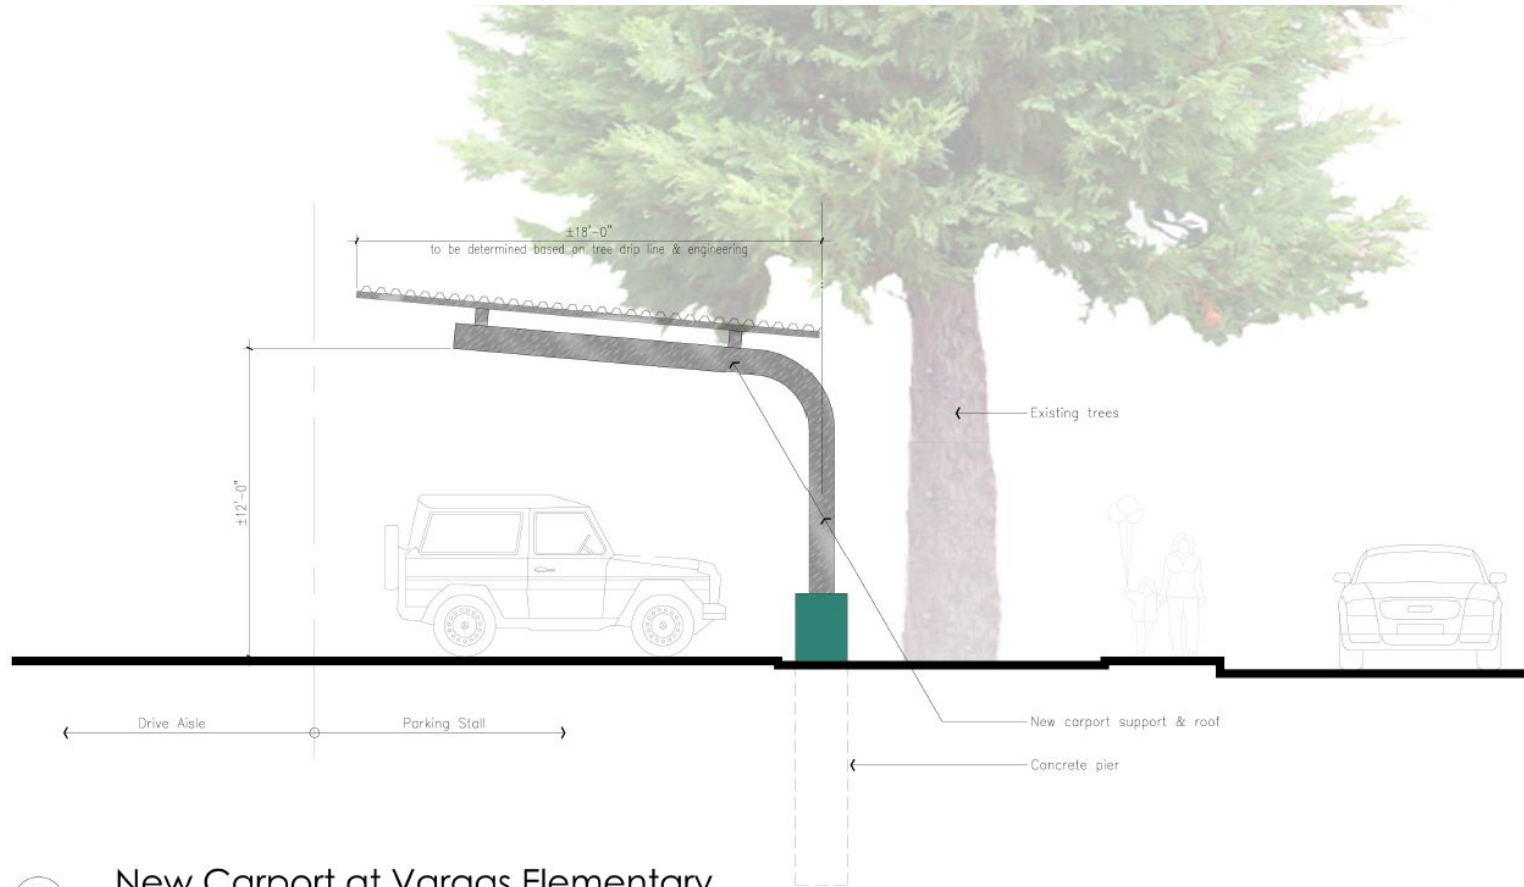 ±18'-0"
to be determined based on tree drip line & engineering
Existing trees
±12'-0"
Drive Aisle
Parking Stall
New carport support & roof
Concrete pier
New Carport at Vargas Elementary